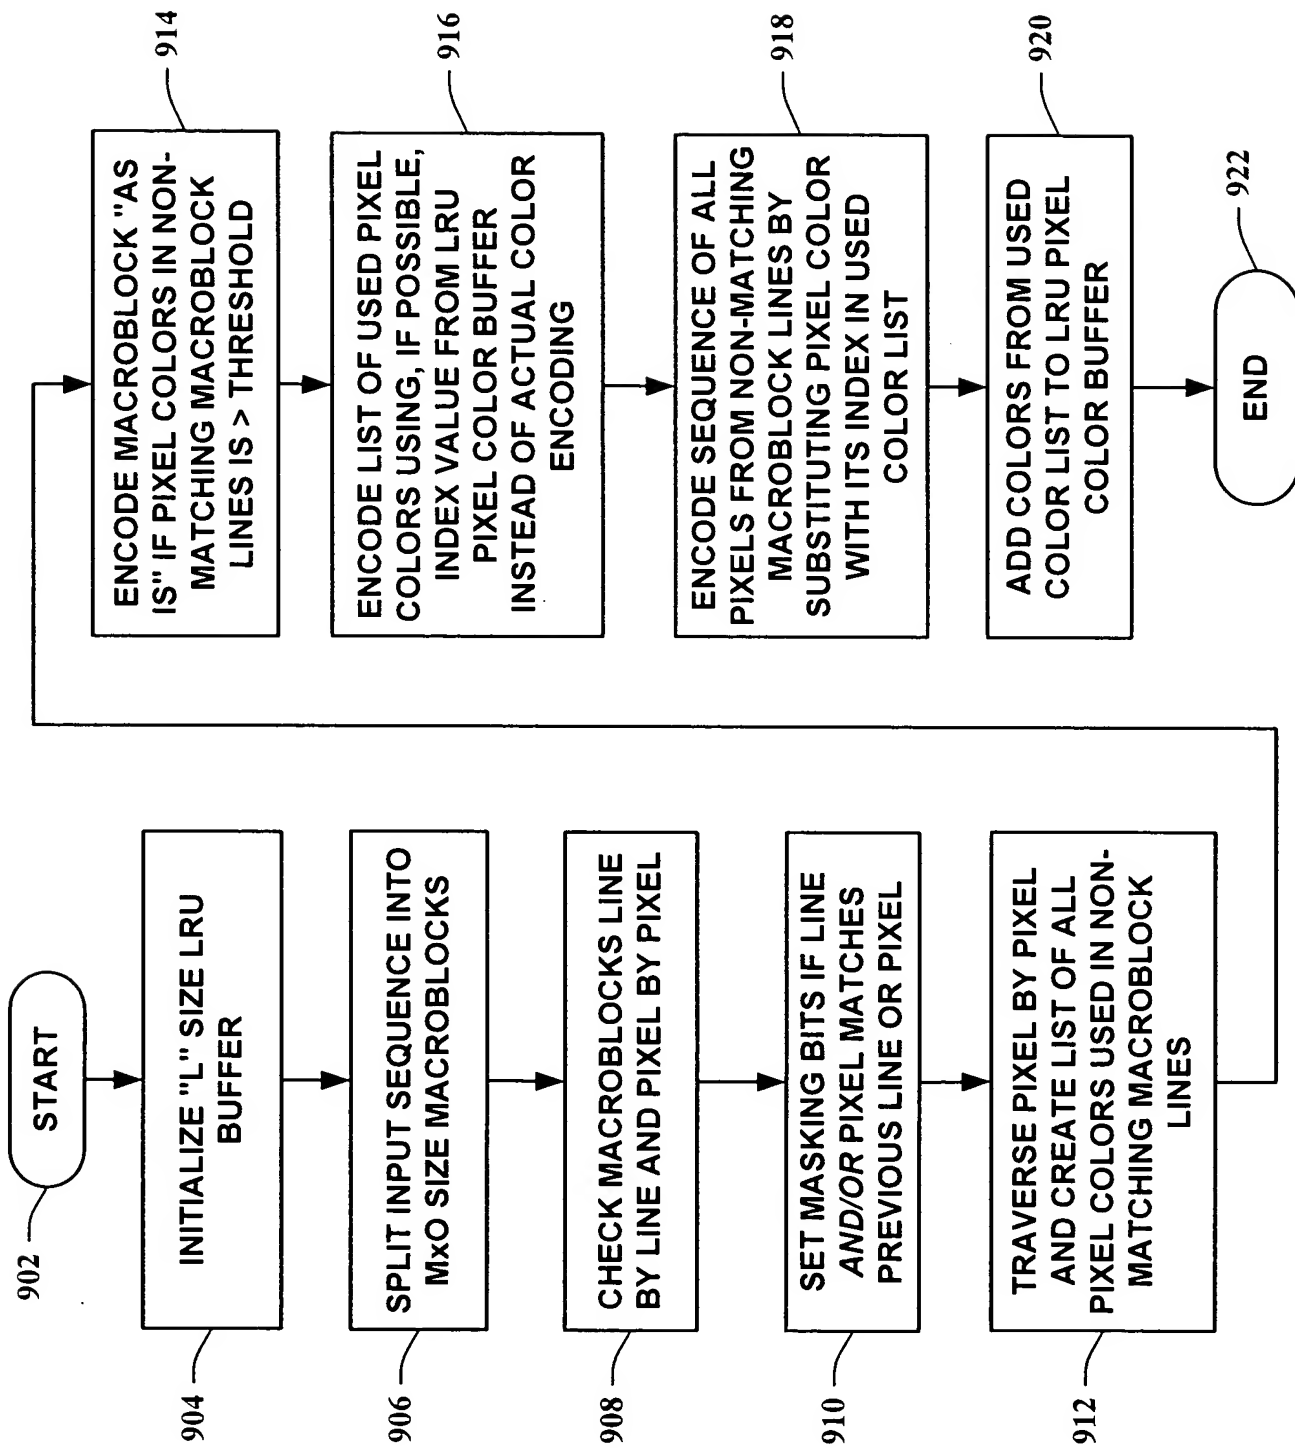 START
902
INITIALIZE "L" SIZE LRU
BUFFER
904
SPLIT INPUT SEQUENCE INTO
MxO SIZE MACROBLOCKS
906
CHECK MACROBLOCKS LINE
BY LINE AND PIXEL BY PIXEL
908
SET MASKING BITS IF LINE
AND/OR PIXEL MATCHES
PREVIOUS LINE OR PIXEL
910
TRAVERSE PIXEL BY PIXEL
AND CREATE LIST OF ALL
PIXEL COLORS USED IN NON-
MATCHING MACROBLOCK
LINES
912
ENCODE MACROBLOCK "AS
IS" IF PIXEL COLORS IN NON-
MATCHING MACROBLOCK
LINES IS > THRESHOLD
914
ENCODE LIST OF USED PIXEL
COLORS USING, IF POSSIBLE,
INDEX VALUE FROM LRU
PIXEL COLOR BUFFER
INSTEAD OF ACTUAL COLOR
ENCODING
916
ENCODE SEQUENCE OF ALL
PIXELS FROM NON-MATCHING
MACROBLOCK LINES BY
SUBSTITUTING PIXEL COLOR
WITH ITS INDEX IN USED
COLOR LIST
918
ADD COLORS FROM USED
COLOR LIST TO LRU PIXEL
COLOR BUFFER
920
END
922